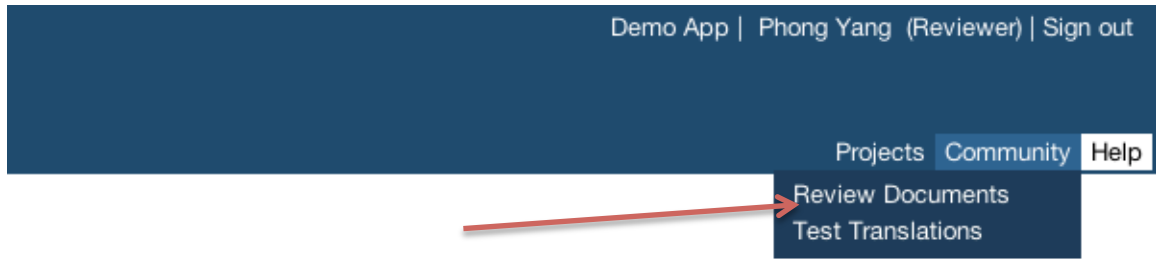 Demo App | Phong Yang (Reviewer) | Sign out
Projects Community Help
Review Documents
Test Translations